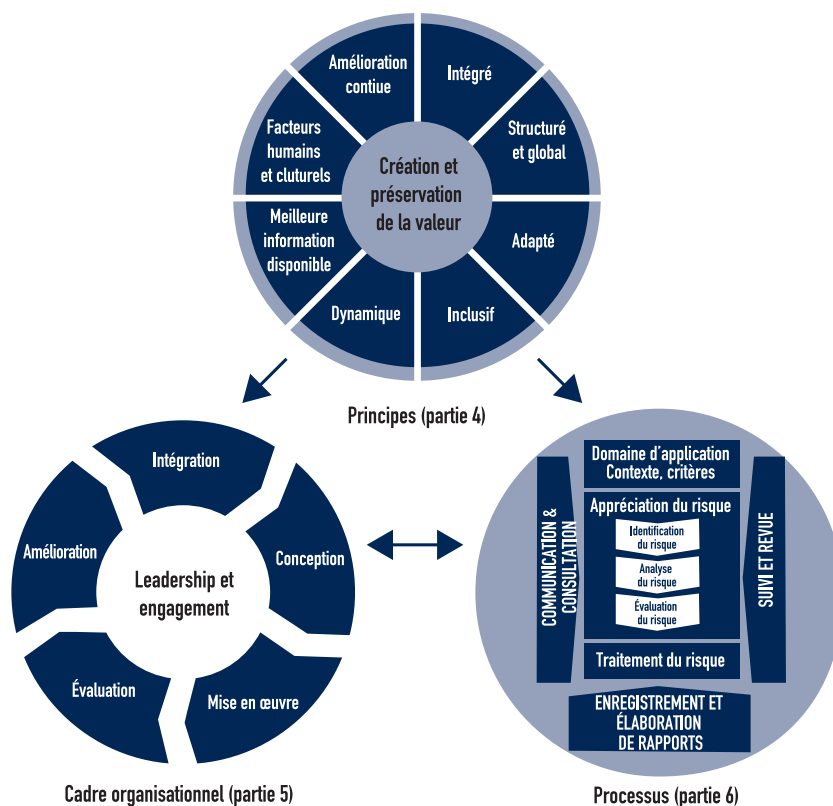 Amélioration
contiue
Intégré
Facteurs
humains
et cluturels
Structuré
et global
Création et
préservation
de la valeur
Meilleure
information
disponible
Adapté
Dynamique
Inclusif
Principes (partie 4)
Intégration
Amélioration
Conception
Leadership et
engagement
Évaluation
Mise en œuvre
Cadre organisationnel (partie 5)
Domaine d'application
Contexte, critères
COMMUNICATION &
CONSULTATION
Appréciation du risque
Identification
du risque
Analyse
du risque
Évaluation
du risque
SUIVI ET REVUE
Traitement du risque
ENREGISTREMENT ET
ÉLABORATION
DE RAPPORTS
Processus (partie 6)